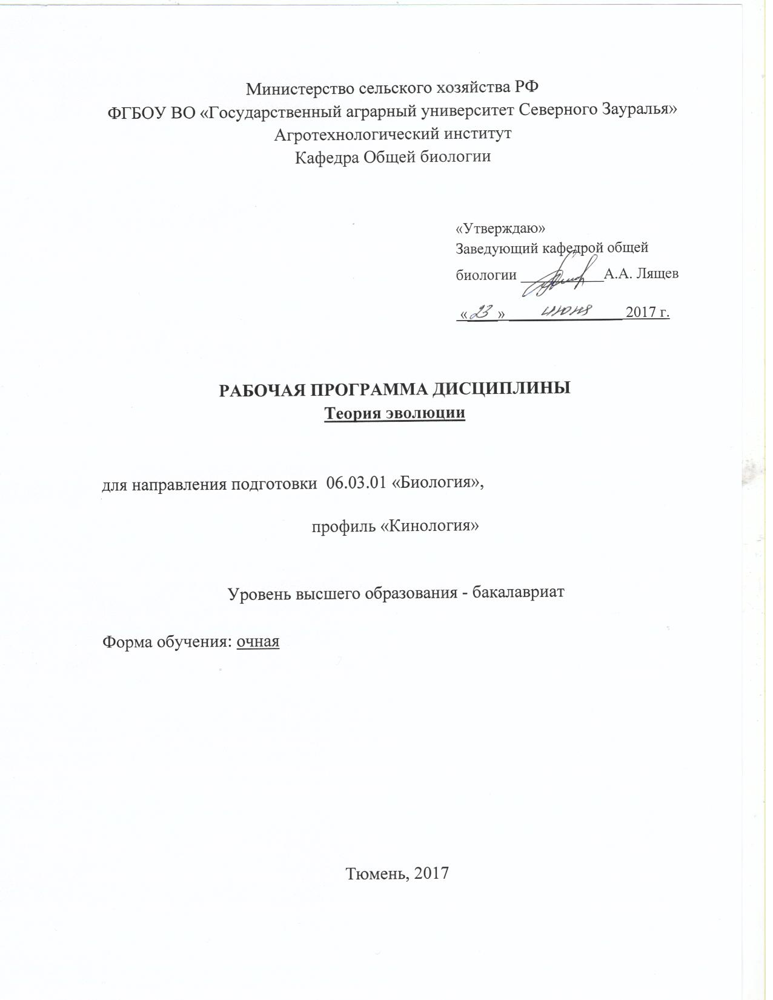 Министерство сельского хозяйства РФ
ФГБОУ ВО «Государственный аграрный университет Северного Зауралья»
Агротехнологический институт
Кафедра Общей биологии
«Утверждаю»
Заведующий кафедрой общей
биологии ___________А.А. Лящев
«23» июня 2017 г.
РАБОЧАЯ ПРОГРАММА ДИСЦИПЛИНЫ
Теория эволюции
для направления подготовки 06.03.01 «Биология»,
профиль «Кинология»
Уровень высшего образования - бакалавриат
Форма обучения: очная
Тюмень, 2017